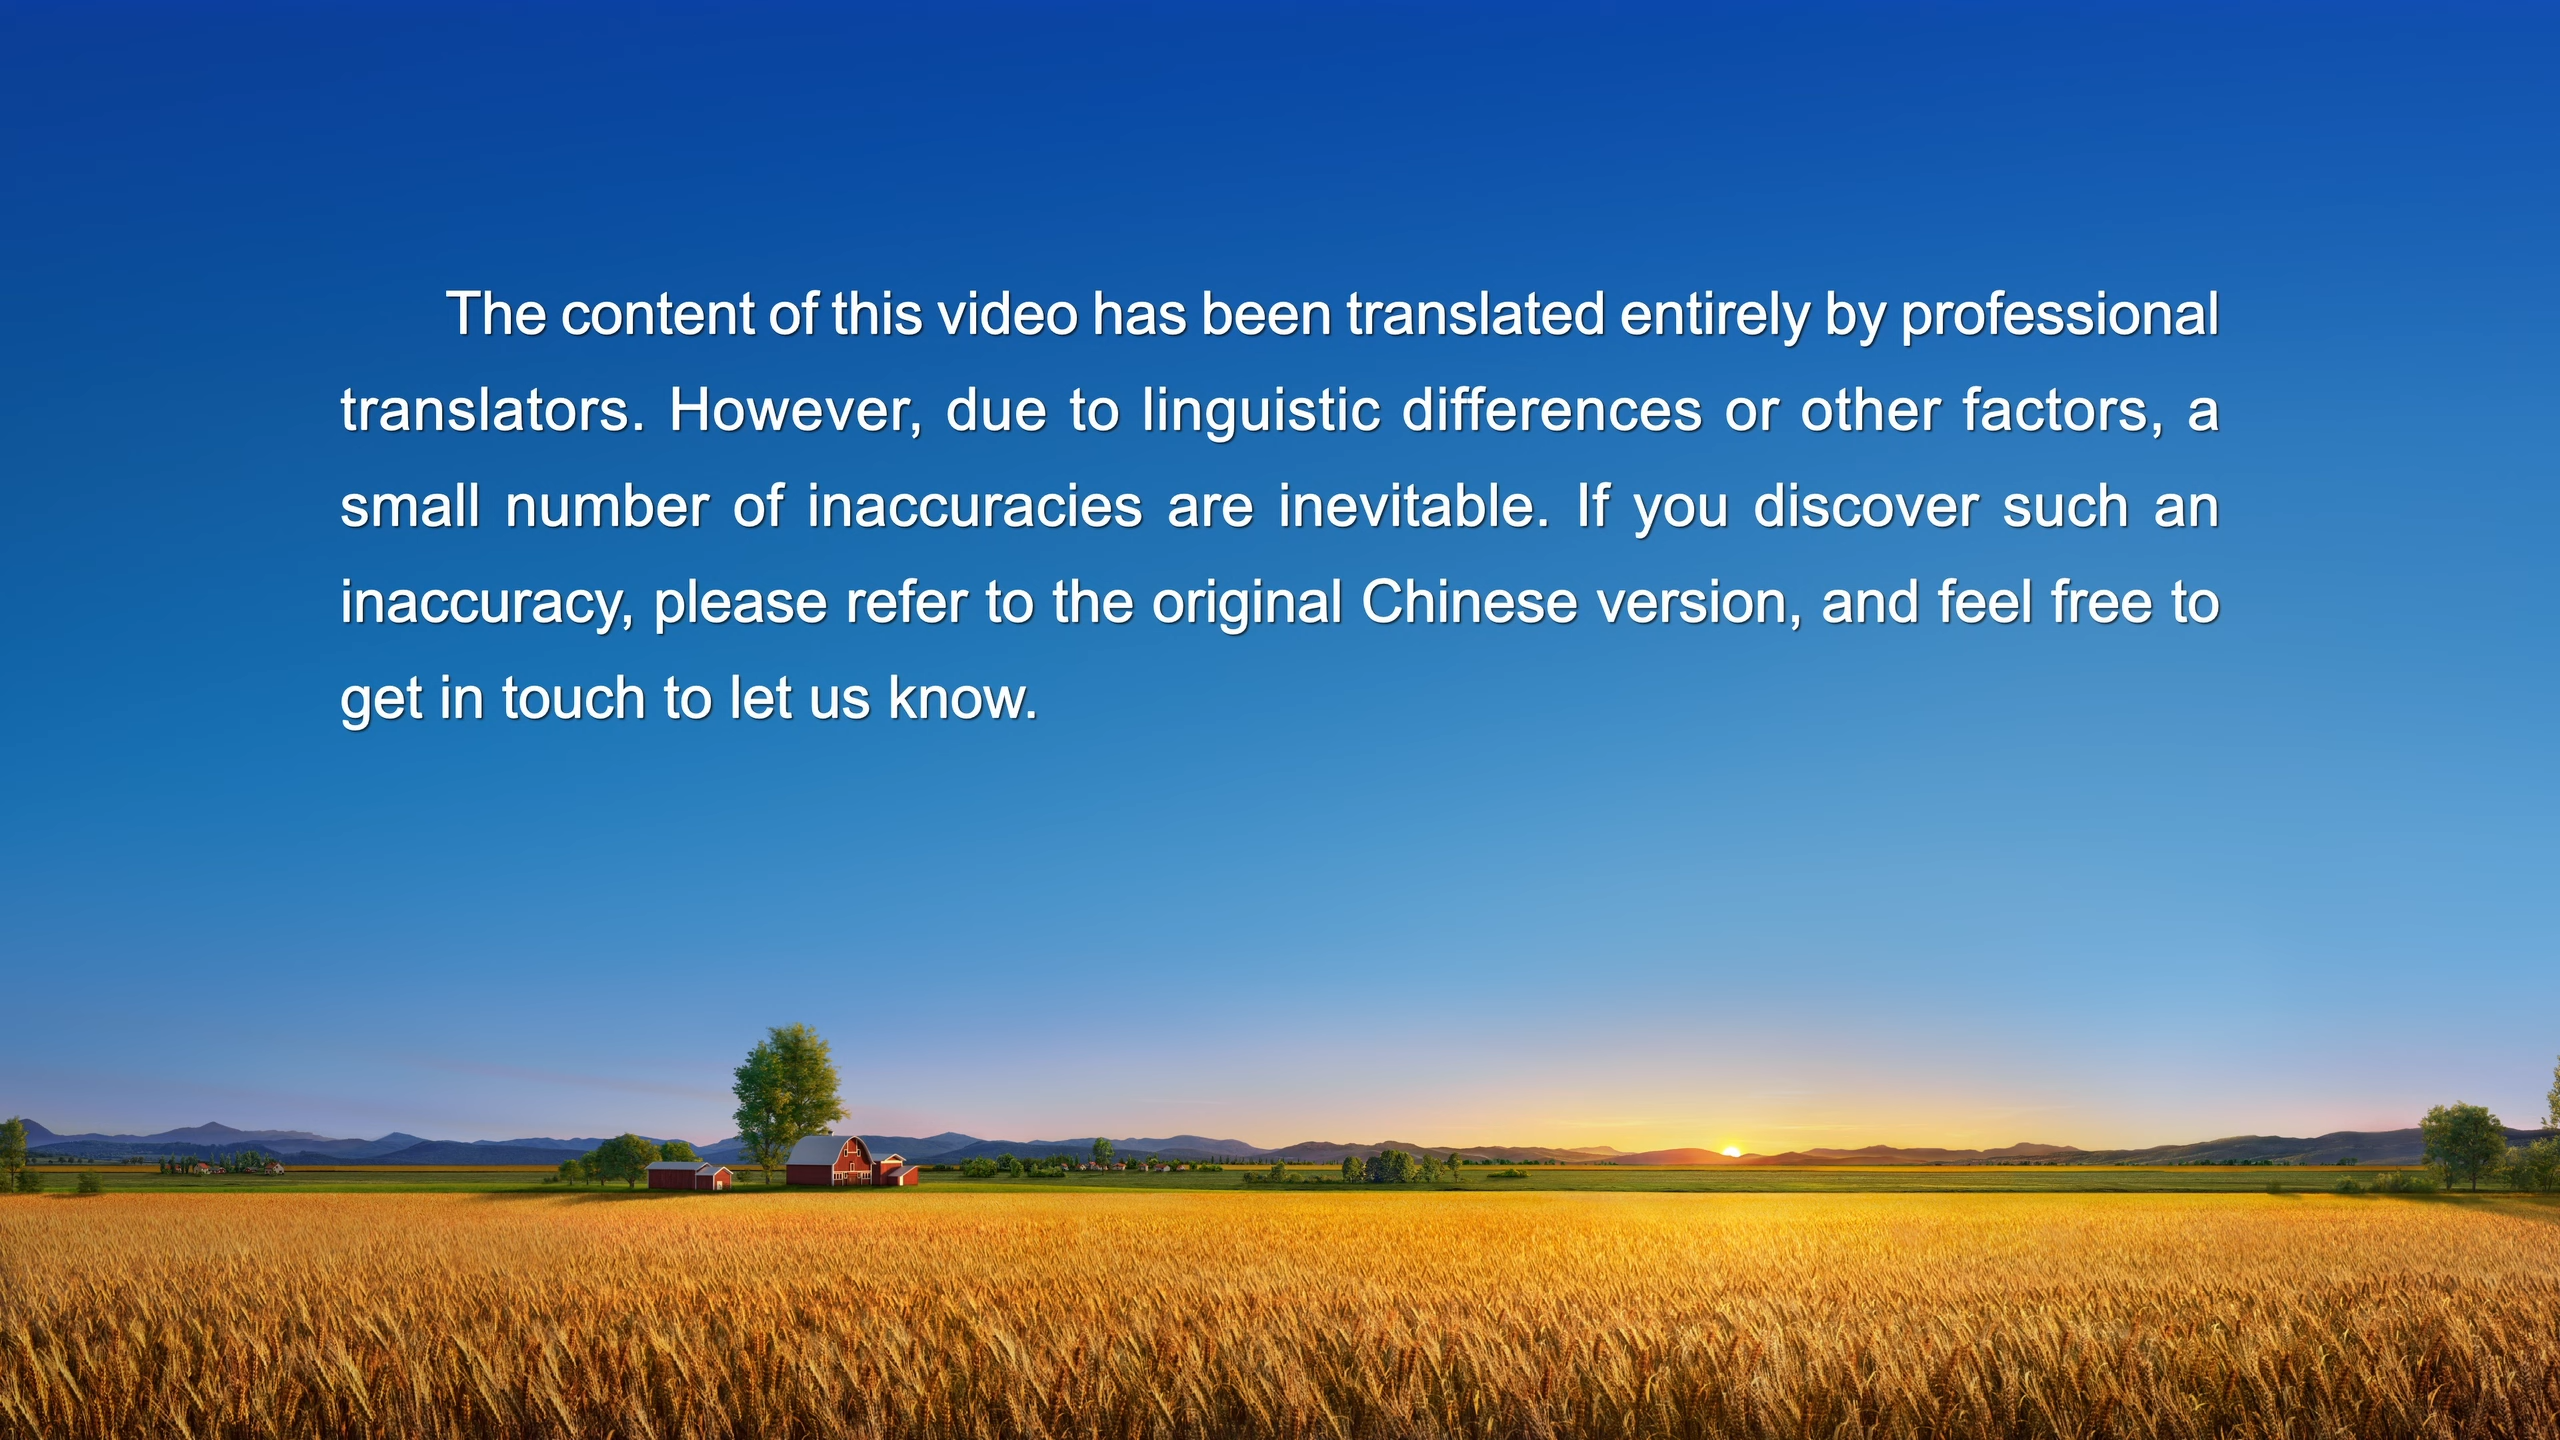 The content of this video has been translated entirely by professional
translators. However, due to linguistic differences or other factors, a
small number of inaccuracies are inevitable. If you discover such an
inaccuracy, please refer to the original Chinese version, and feel free to
get in touch to let us know.